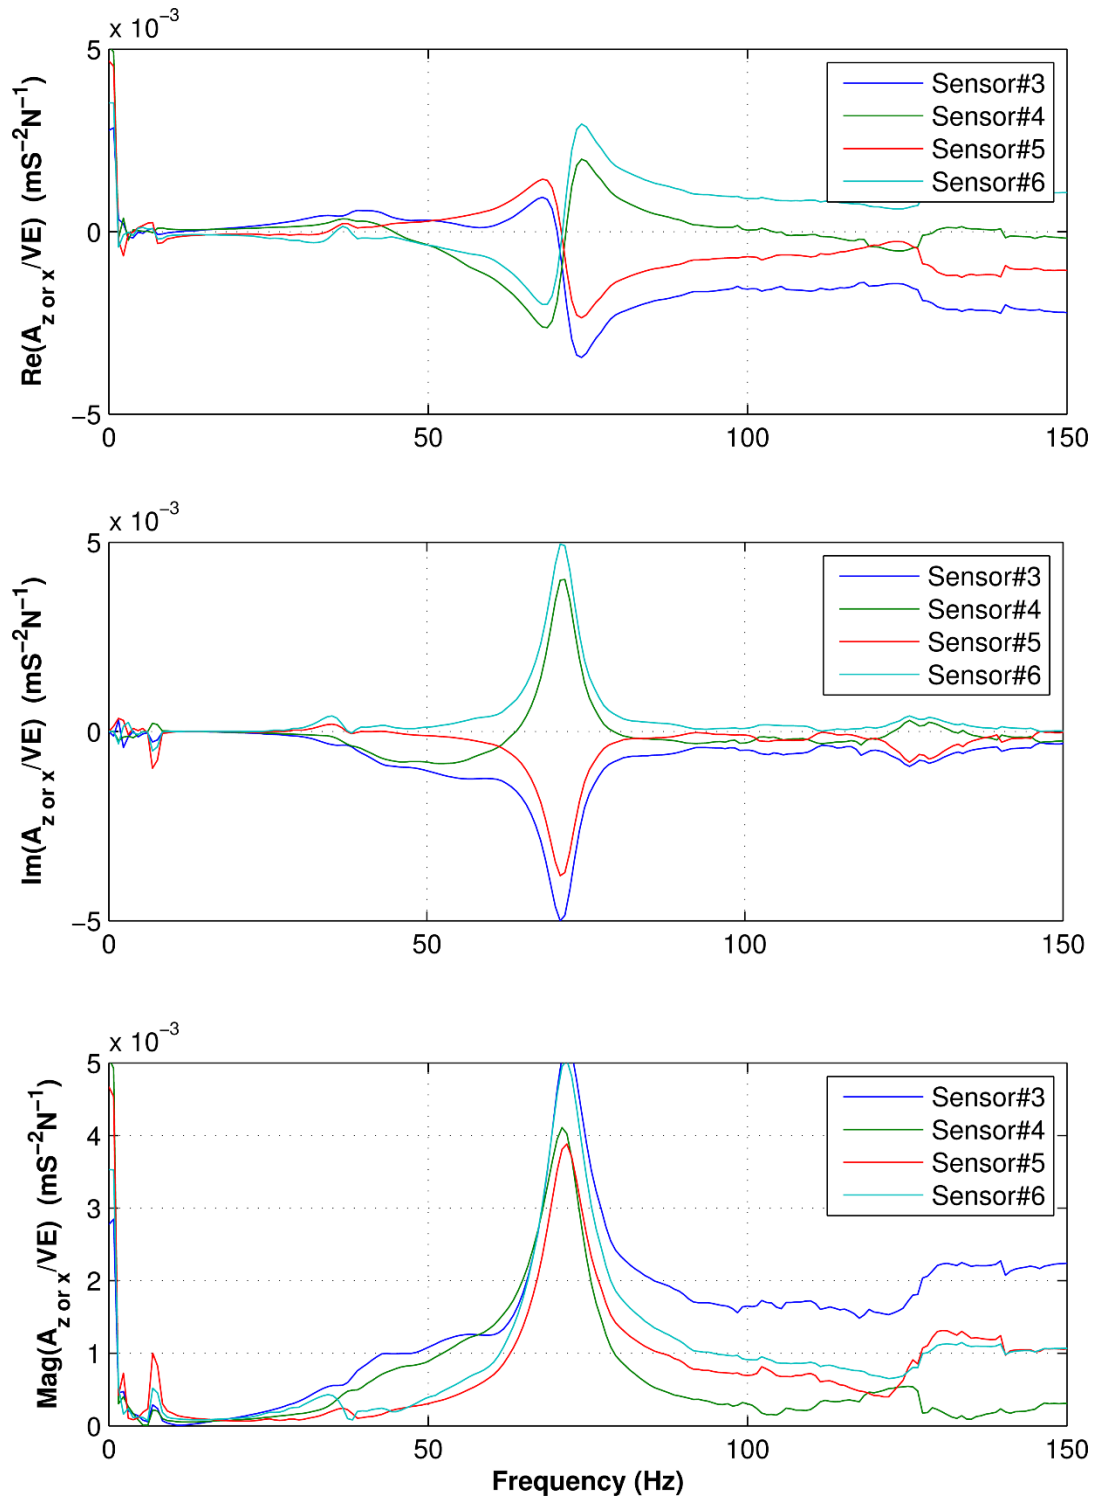 x 10⁻³
5
0
−5
Re(A_z or x/VE) (mS⁻²N⁻¹)
Sensor#3
Sensor#4
Sensor#5
Sensor#6
0 50 100 150
x 10⁻³
5
0
−5
Im(A_z or x/VE) (mS⁻²N⁻¹)
Sensor#3
Sensor#4
Sensor#5
Sensor#6
0 50 100 150
x 10⁻³
5
4
3
2
1
0
Mag(A_z or x/VE) (mS⁻²N⁻¹)
Sensor#3
Sensor#4
Sensor#5
Sensor#6
0 50 100 150
Frequency (Hz)